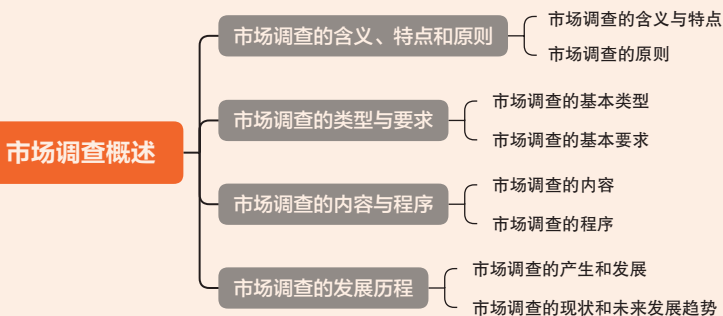 市场调查概述
市场调查的含义、特点和原则
市场调查的含义与特点
市场调查的原则
市场调查的类型与要求
市场调查的基本类型
市场调查的基本要求
市场调查的内容与程序
市场调查的内容
市场调查的程序
市场调查的发展历程
市场调查的产生和发展
市场调查的现状和未来发展趋势